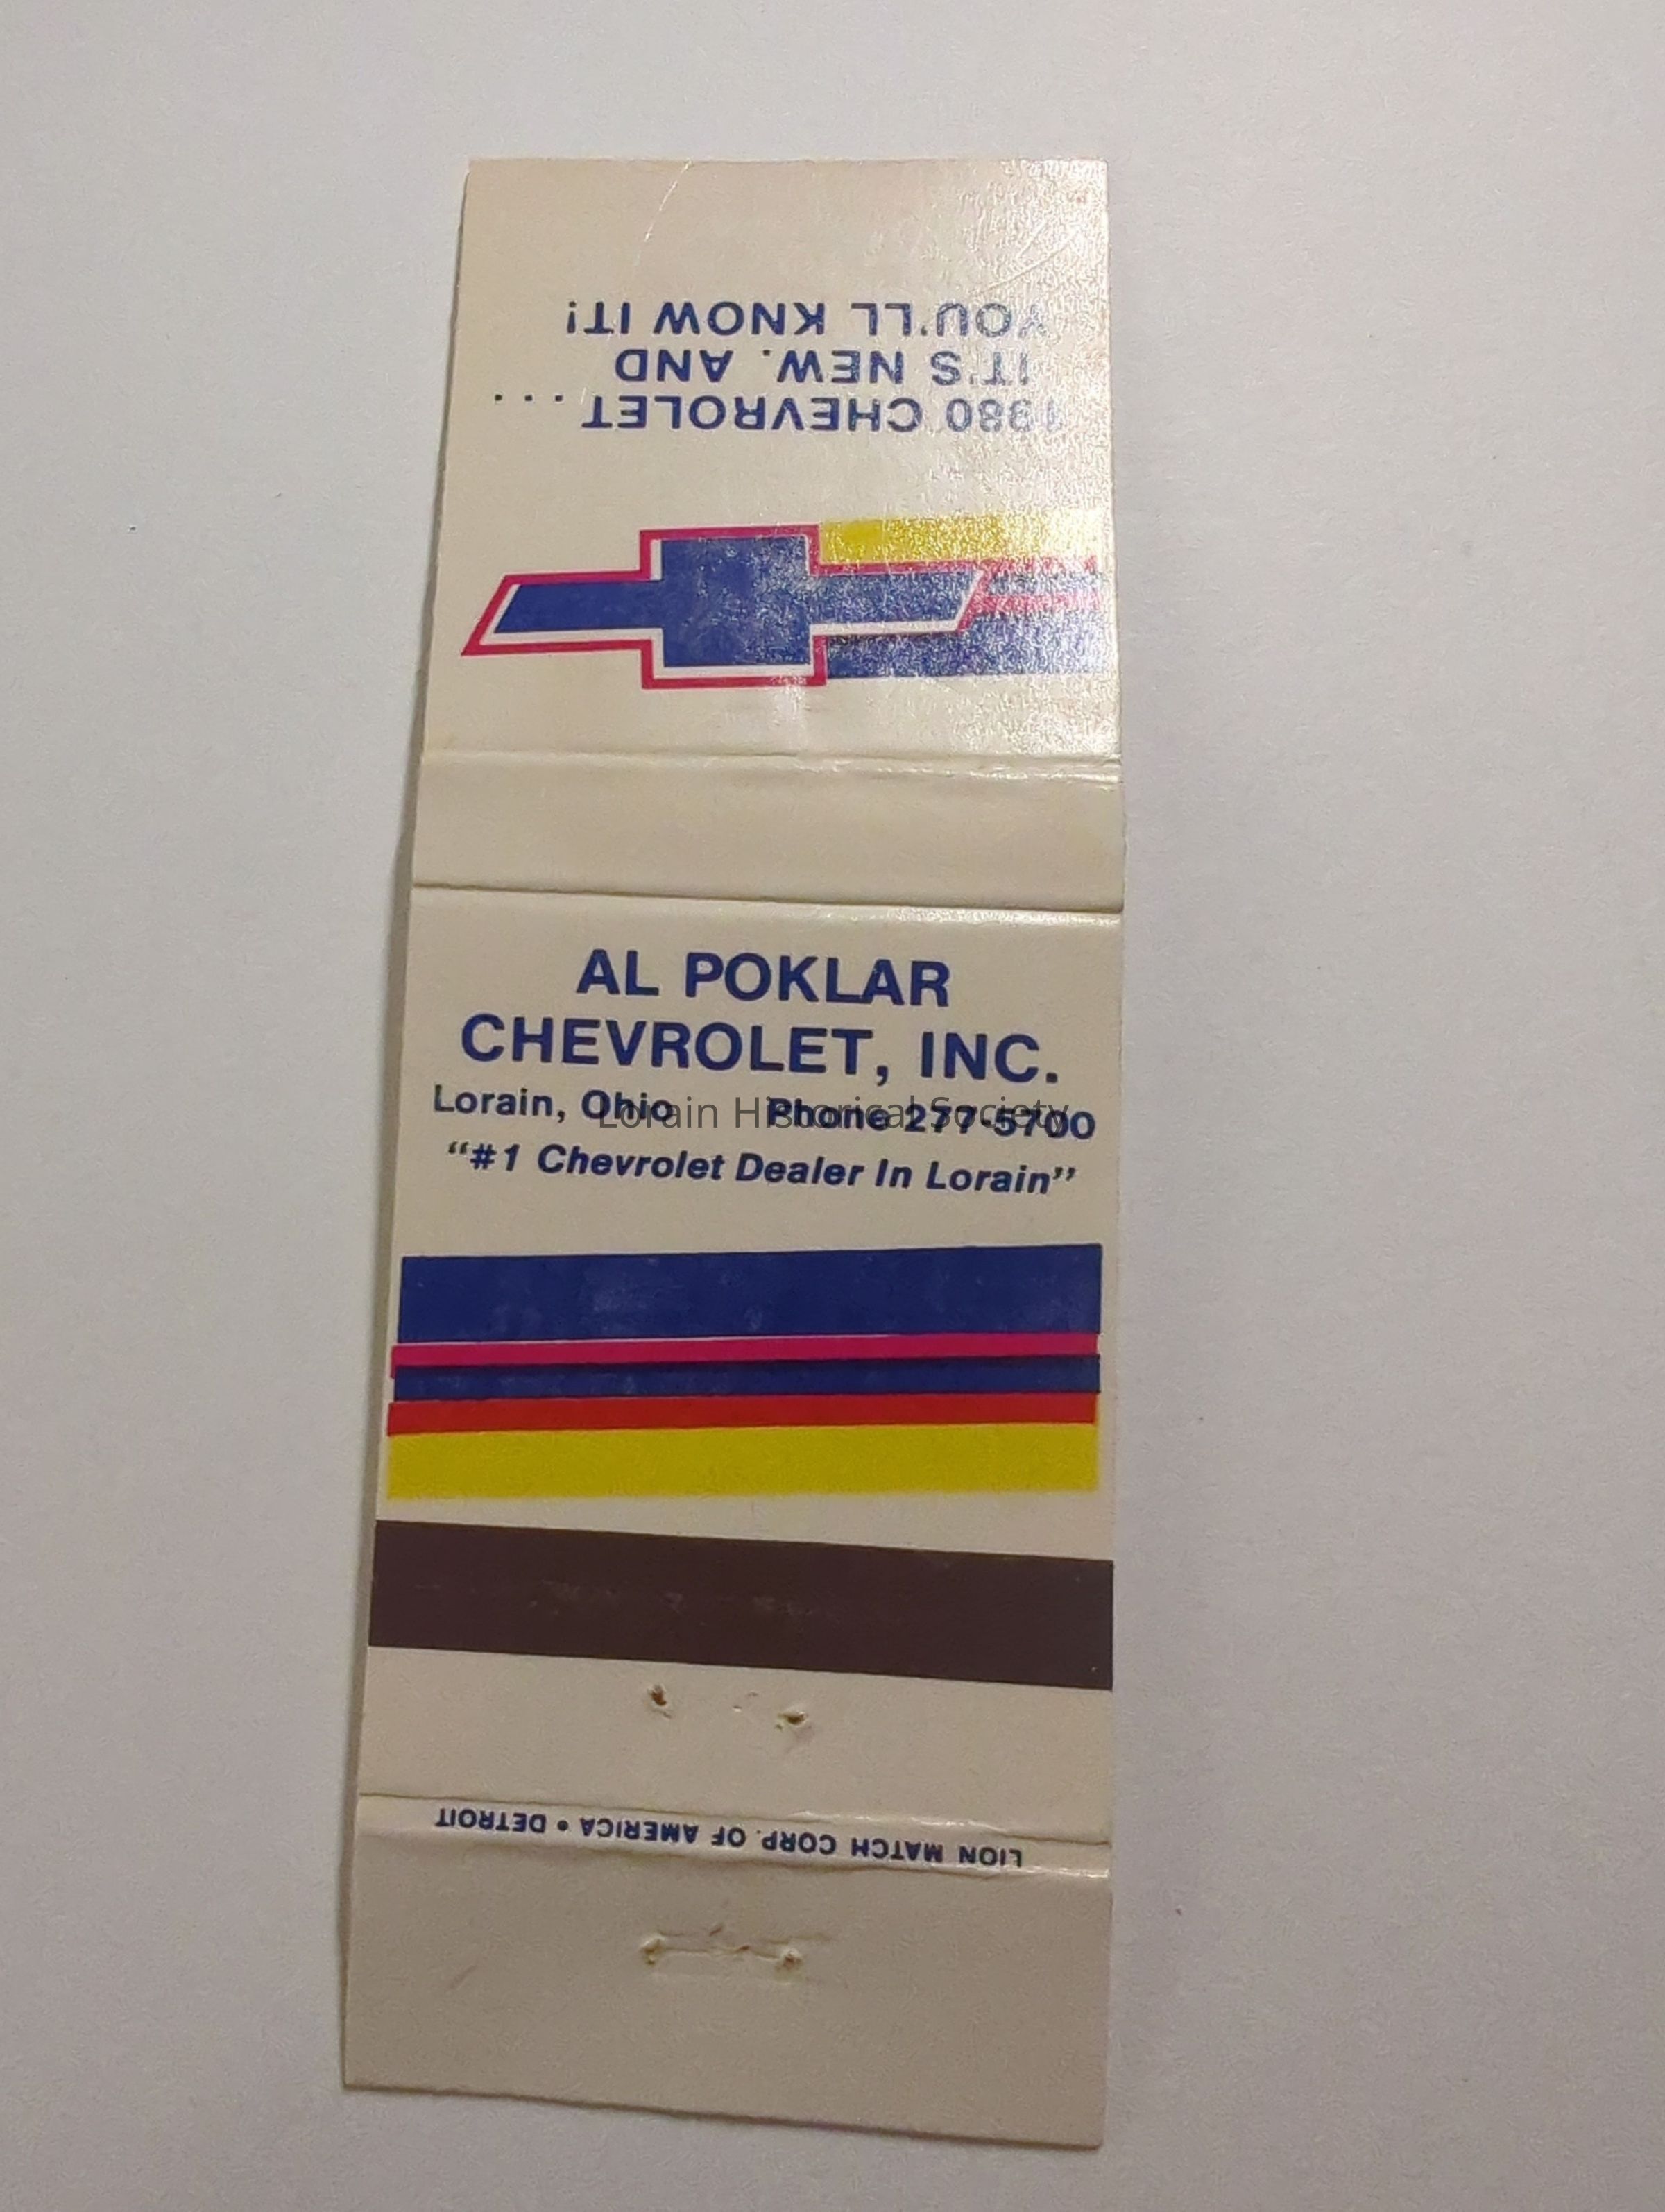 1980 CHEVROLET ...
IT'S NEW. AND
YOU'LL KNOW IT!
AL POKLAR
CHEVROLET, INC.
Lorain, Ohio Phone 277-5700
Lorain Historical Society
"#1 Chevrolet Dealer In Lorain"
LION MATCH CORP. OF AMERICA • DETROIT